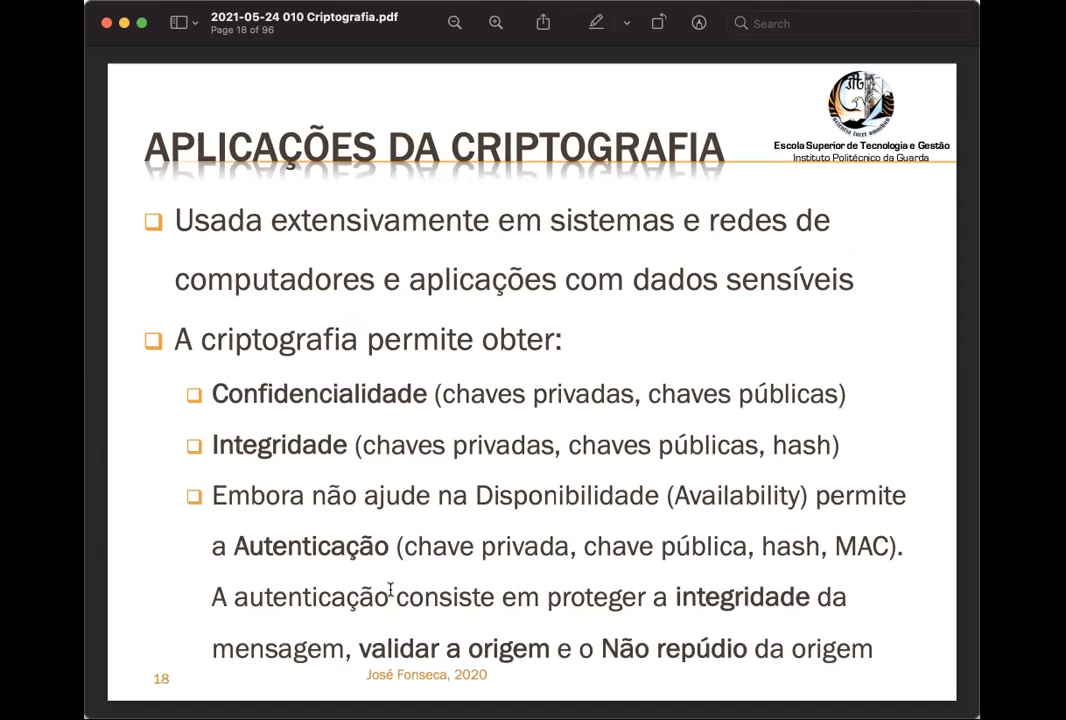 2021-05-24 010 Criptografia.pdf
Page 18 of 96
Search
Escola Superior de Tecnologia e Gestão
Instituto Politécnico da Guarda
APLICAÇÕES DA CRIPTOGRAFIA
Usada extensivamente em sistemas e redes de
computadores e aplicações com dados sensíveis
A criptografia permite obter:
Confidencialidade (chaves privadas, chaves públicas)
Integridade (chaves privadas, chaves públicas, hash)
Embora não ajude na Disponibilidade (Availability) permite
a Autenticação (chave privada, chave pública, hash, MAC).
A autenticação consiste em proteger a integridade da
mensagem, validar a origem e o Não repúdio da origem
18
José Fonseca, 2020